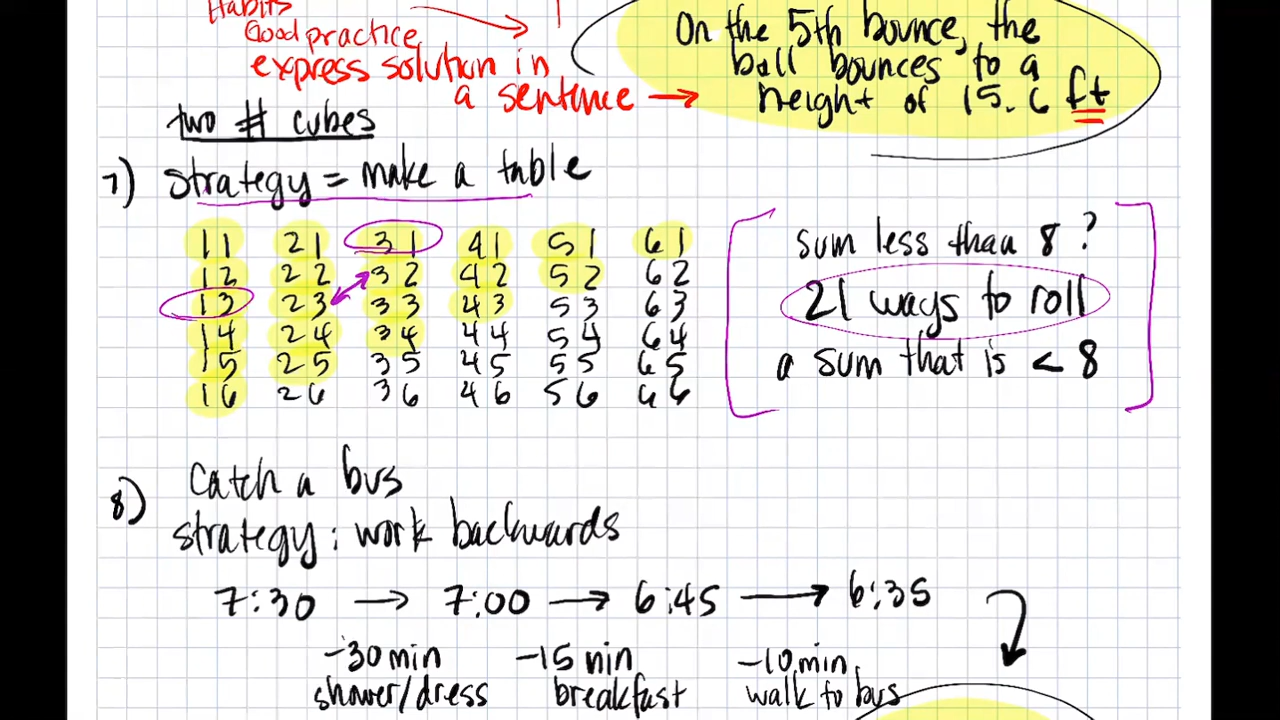 Habits
Good practice
express solution in
a sentence →
On the 5th bounce, the
ball bounces to a
height of 15.6 ft
two # cubes
7) strategy = make a table
11 21 31 41 51 61
12 22 32 42 52 62
13 23 33 43 53 63
14 24 34 44 54 64
15 25 35 45 55 65
16 26 36 46 56 66
sum less than 8 ?
21 ways to roll
a sum that is < 8
8) Catch a bus
strategy : work backwards
7:30 → 7:00 → 6:45 → 6:35
-30 min -15 min -10 min
shower/dress breakfast walk to bus